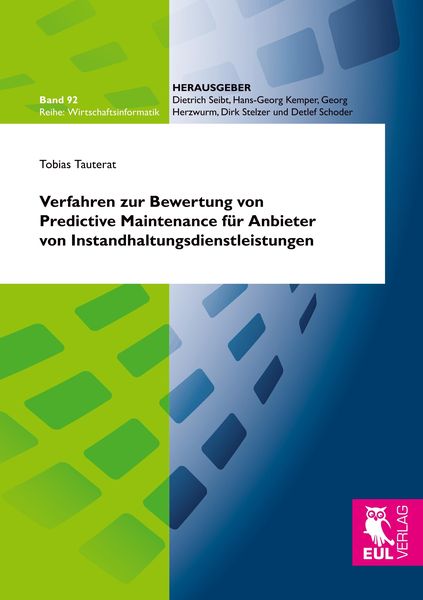 HERAUSGEBER
Band 92
Dietrich Seibt, Hans-Georg Kemper, Georg
Reihe: Wirtschaftsinformatik
Herzwurm, Dirk Stelzer und Detlef Schoder
Tobias Tauterat
Verfahren zur Bewertung von
Predictive Maintenance für Anbieter
von Instandhaltungsdienstleistungen
EUL
VERLAG